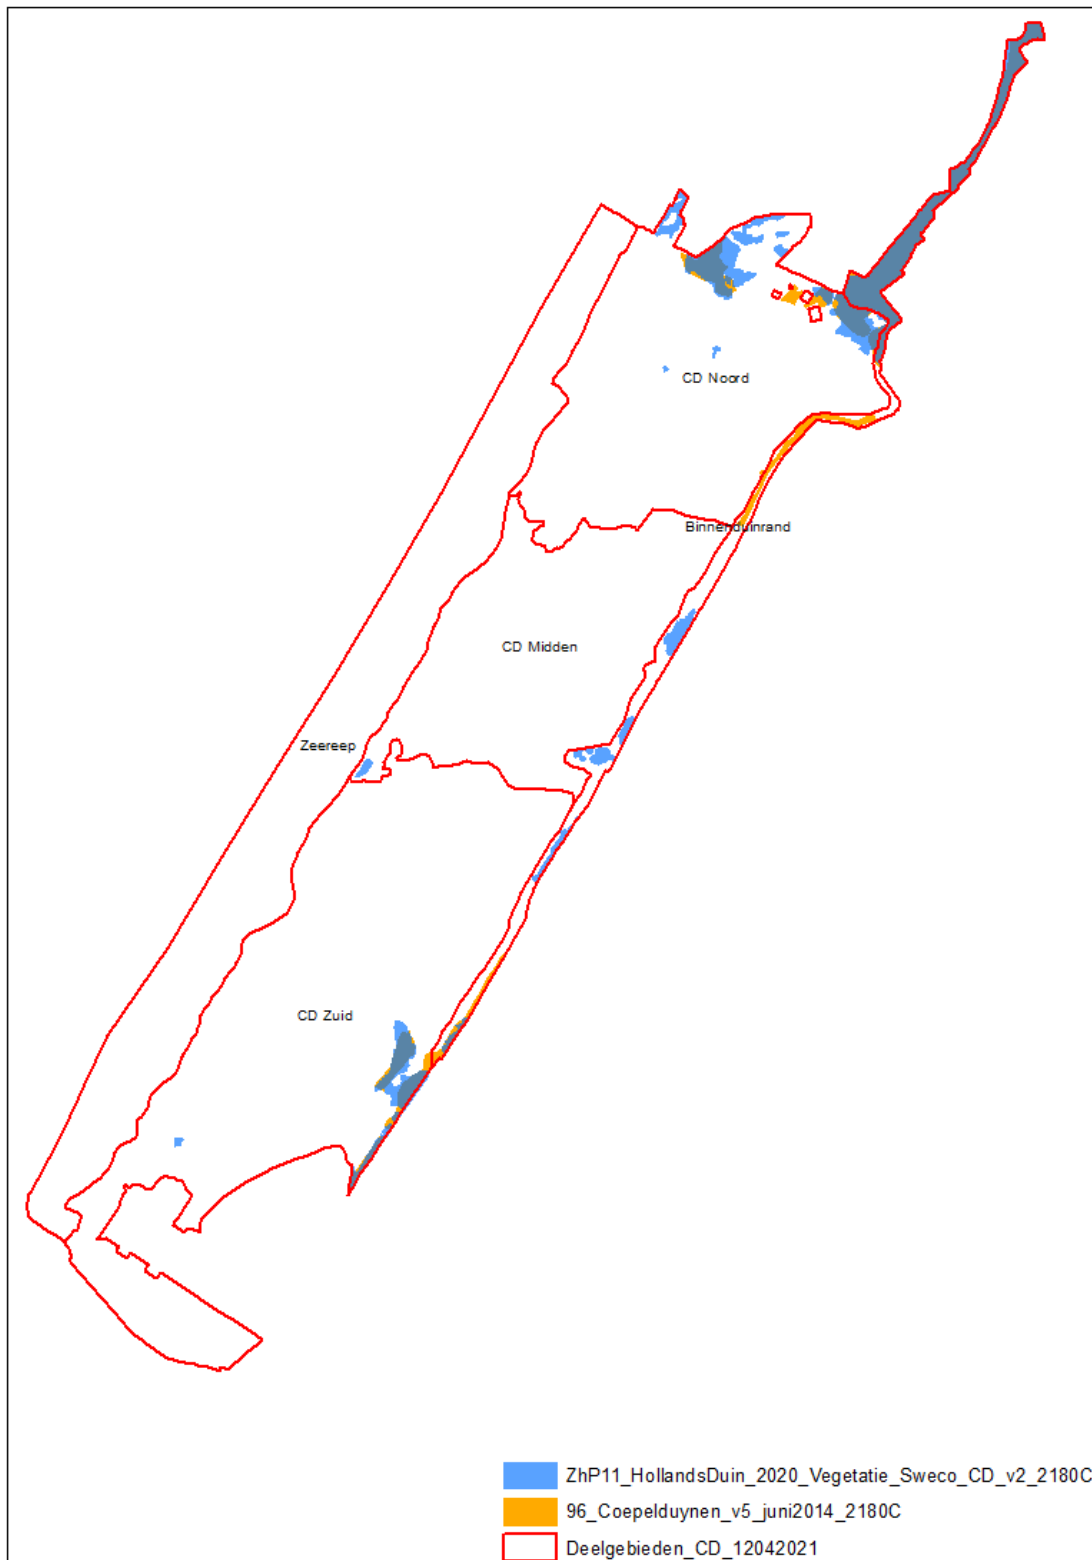 CD Noord
Binnenduinrand
CD Midden
Zeereep
CD Zuid
ZhP11_HollandsDuin_2020_Vegetatie_Sweco_CD_v2_2180C
96_Coepelduynen_v5_juni2014_2180C
Deelgebieden_CD_12042021